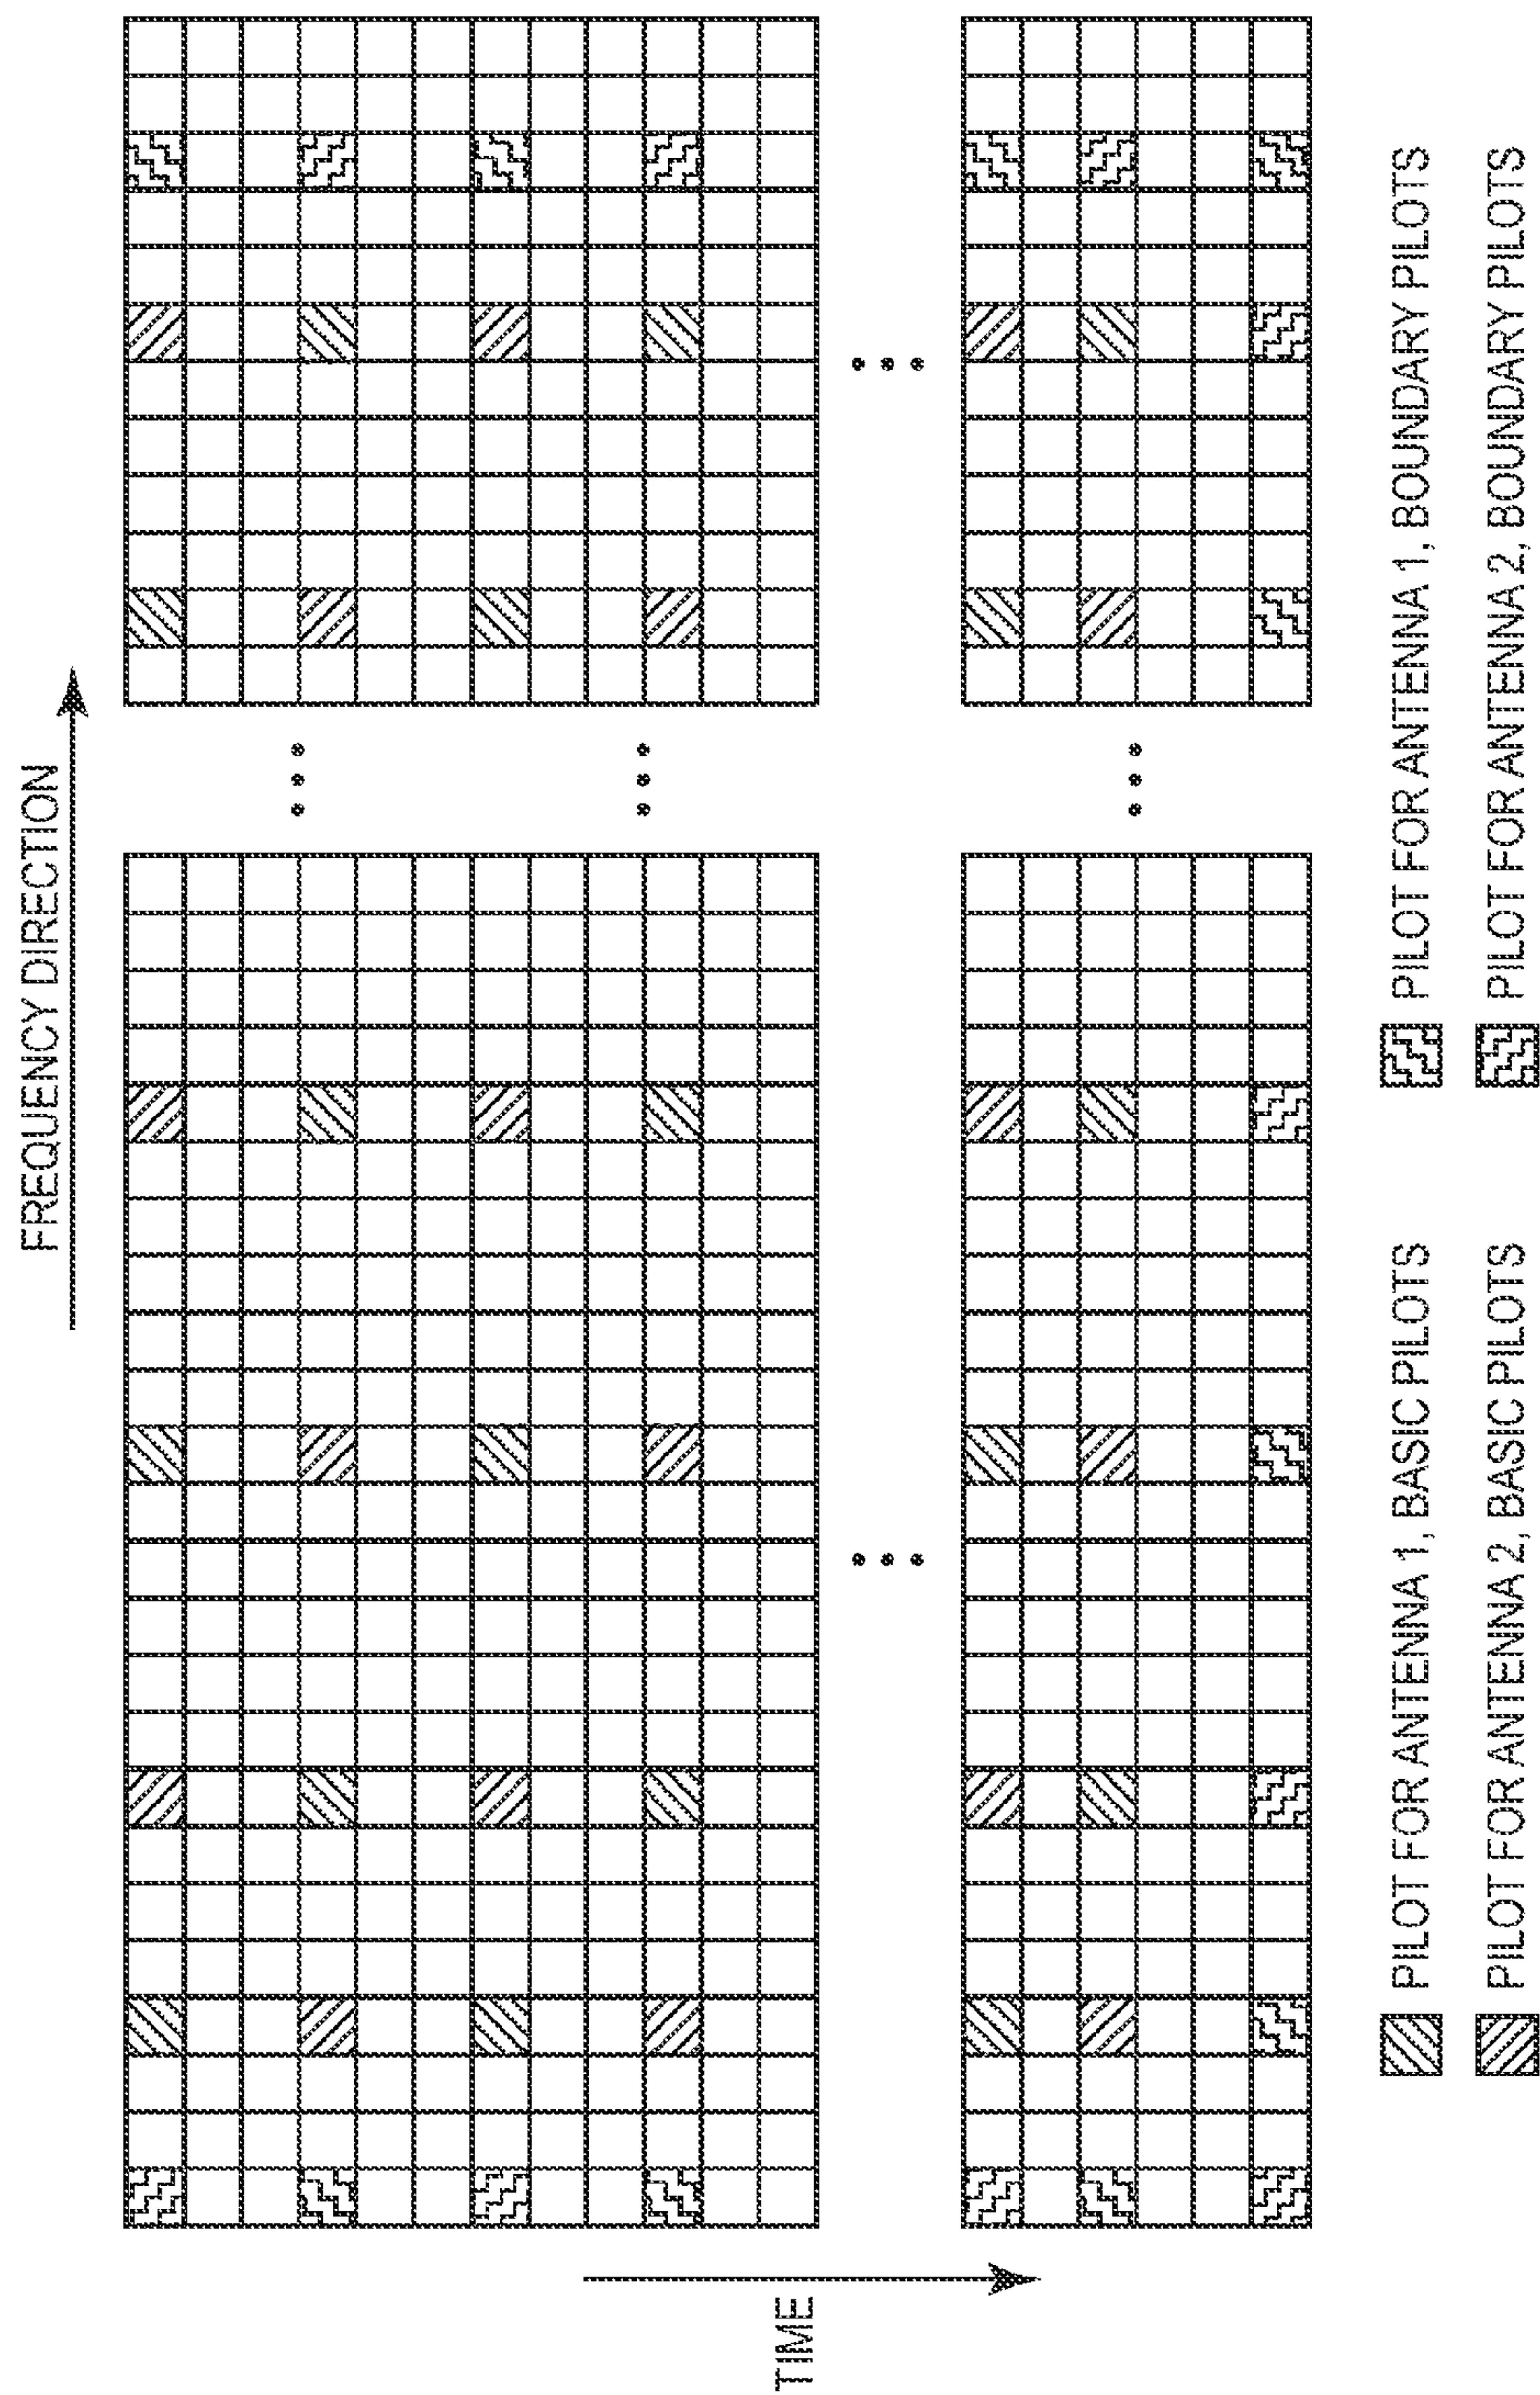 FREQUENCY DIRECTION
TIME
PILOT FOR ANTENNA 1, BASIC PILOTS
PILOT FOR ANTENNA 2, BASIC PILOTS
PILOT FOR ANTENNA 1, BOUNDARY PILOTS
PILOT FOR ANTENNA 2, BOUNDARY PILOTS